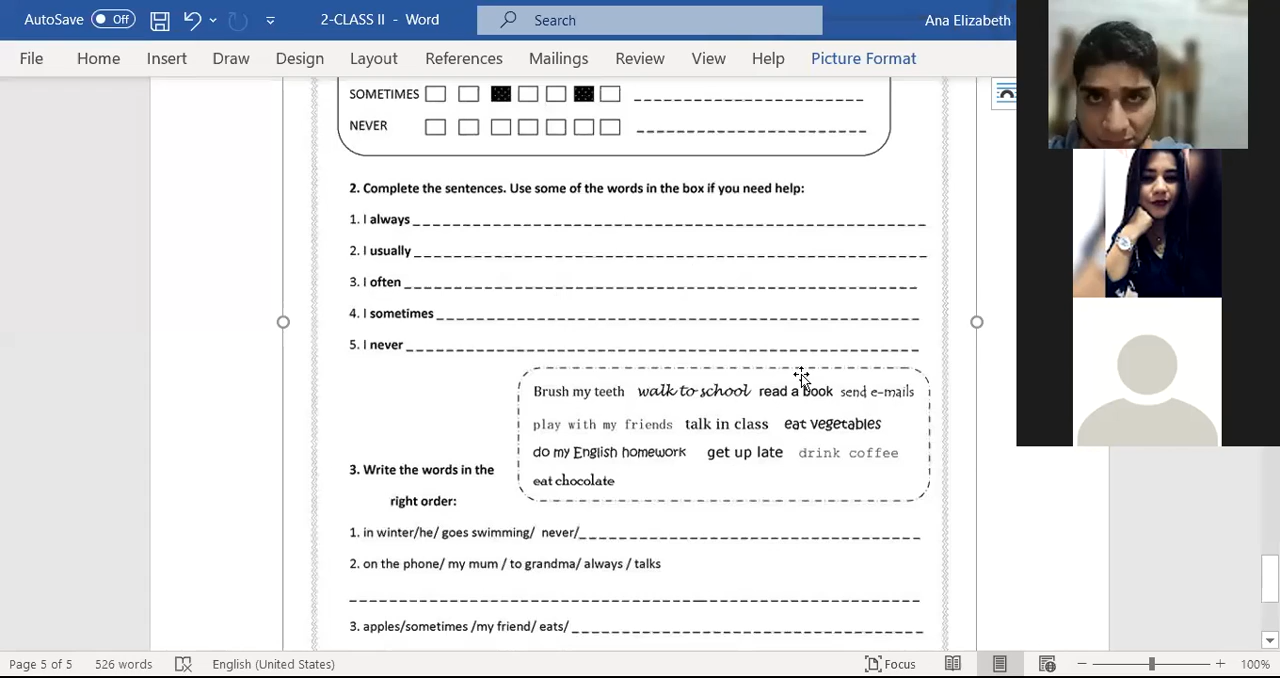 AutoSave Off 2-CLASS II - Word Search Ana Elizabeth
File Home Insert Draw Design Layout References Mailings Review View Help Picture Format
SOMETIMES
NEVER
2. Complete the sentences. Use some of the words in the box if you need help:
1. I always
2. I usually
3. I often
4. I sometimes
5. I never
Brush my teeth walk to school read a book send e-mails
play with my friends talk in class eat vegetables
do my English homework get up late drink coffee
eat chocolate
3. Write the words in the
right order:
1. in winter/he/ goes swimming/ never/
2. on the phone/ my mum / to grandma/ always / talks
3. apples/sometimes /my friend/ eats/
Page 5 of 5 526 words English (United States) Focus 100%